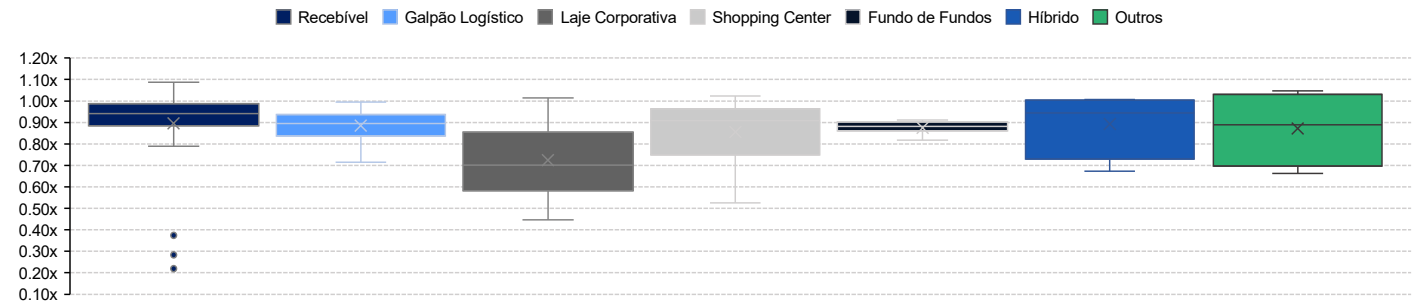 Recebível Galpão Logístico Laje Corporativa Shopping Center Fundo de Fundos Híbrido Outros
1.20x
1.10x
1.00x
0.90x
0.80x
0.70x
0.60x
0.50x
0.40x
0.30x
0.20x
0.10x